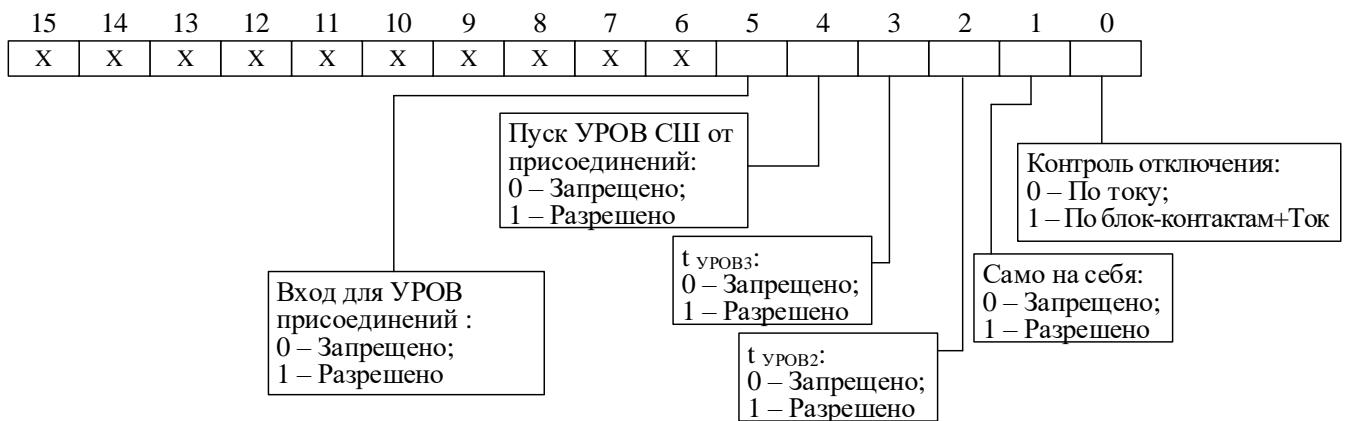 15 14 13 12 11 10 9 8 7 6 5 4 3 2 1 0
X X X X X X X X X X
Пуск УРОВ СШ от
присоединений:
0 – Запрещено;
1 – Разрешено
Контроль отключения:
0 – По току;
1 – По блок-контактам+Ток
t УРОВ3:
0 – Запрещено;
1 – Разрешено
Само на себя:
0 – Запрещено;
1 – Разрешено
Вход для УРОВ
присоединений :
0 – Запрещено;
1 – Разрешено
t УРОВ2:
0 – Запрещено;
1 – Разрешено